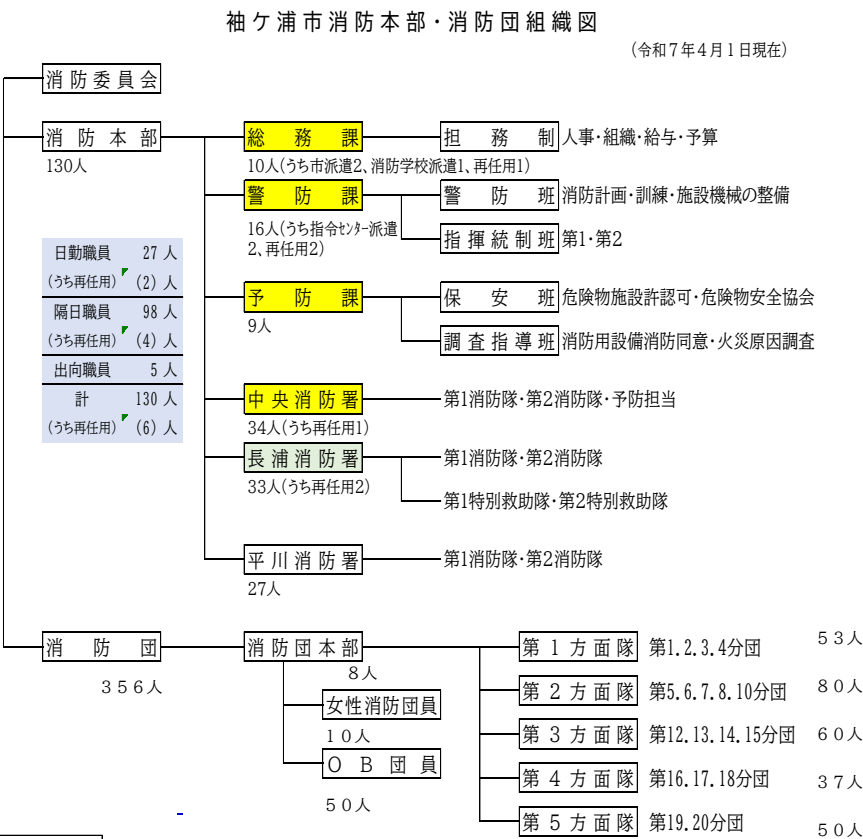 袖ケ浦市消防本部・消防団組織図
(令和7年4月1日現在)
消防委員会
消防本部
130人
総務課
担務制 人事・組織・給与・予算
10人(うち市派遣2、消防学校派遣1、再任用1)
警防課
警防班 消防計画・訓練・施設機械の整備
16人(うち指令ｾﾝﾀｰ派遣
2、再任用2)
指揮統制班 第1・第2
日勤職員 27 人
(うち再任用) (2) 人
隔日職員 98 人
(うち再任用) (4) 人
出向職員 5 人
計 130 人
(うち再任用) (6) 人
予防課
保安班 危険物施設許認可・危険物安全協会
9人
調査指導班 消防用設備消防同意・火災原因調査
中央消防署
第1消防隊・第2消防隊・予防担当
34人(うち再任用1)
長浦消防署
第1消防隊・第2消防隊
33人(うち再任用2)
第1特別救助隊・第2特別救助隊
平川消防署
第1消防隊・第2消防隊
27人
消防団
356人
消防団本部
8人
女性消防団員
10人
OB団員
50人
第1方面隊 第1.2.3.4分団 53人
第2方面隊 第5.6.7.8.10分団 80人
第3方面隊 第12.13.14.15分団 60人
第4方面隊 第16.17.18分団 37人
第5方面隊 第19.20分団 50人